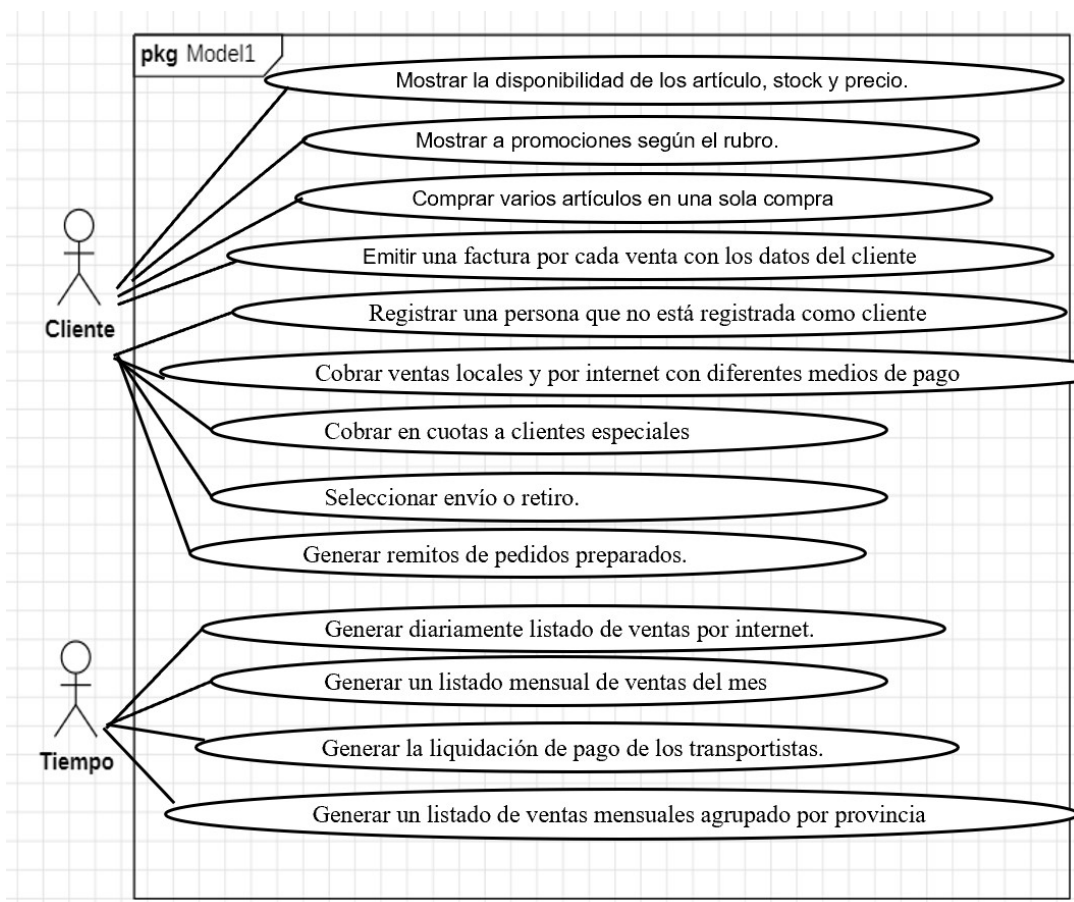 pkg Model1
Mostrar la disponibilidad de los artículo, stock y precio.
Mostrar a promociones según el rubro.
Comprar varios artículos en una sola compra
Emitir una factura por cada venta con los datos del cliente
Cliente
Registrar una persona que no está registrada como cliente
Cobrar ventas locales y por internet con diferentes medios de pago
Cobrar en cuotas a clientes especiales
Seleccionar envío o retiro.
Generar remitos de pedidos preparados.
Generar diariamente listado de ventas por internet.
Generar un listado mensual de ventas del mes
Tiempo
Generar la liquidación de pago de los transportistas.
Generar un listado de ventas mensuales agrupado por provincia